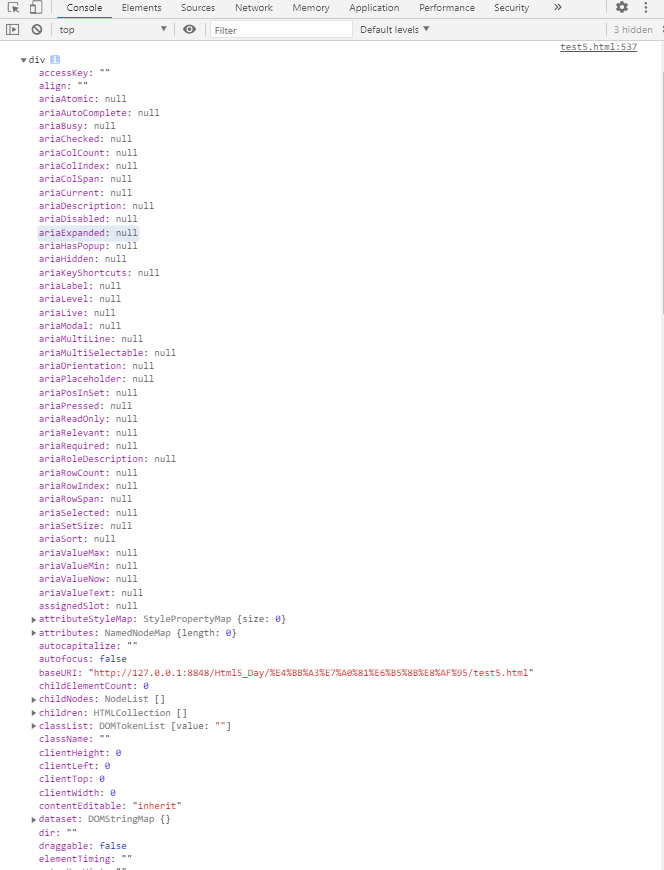 Console Elements Sources Network Memory Application Performance Security »
top Filter Default levels 3 hidden
test5.html:537
div i
accessKey: ""
align: ""
ariaAtomic: null
ariaAutoComplete: null
ariaBusy: null
ariaChecked: null
ariaColCount: null
ariaColIndex: null
ariaColSpan: null
ariaCurrent: null
ariaDescription: null
ariaDisabled: null
ariaExpanded: null
ariaHasPopup: null
ariaHidden: null
ariaKeyShortcuts: null
ariaLabel: null
ariaLevel: null
ariaLive: null
ariaModal: null
ariaMultiLine: null
ariaMultiSelectable: null
ariaOrientation: null
ariaPlaceholder: null
ariaPosInSet: null
ariaPressed: null
ariaReadOnly: null
ariaRelevant: null
ariaRequired: null
ariaRoleDescription: null
ariaRowCount: null
ariaRowIndex: null
ariaRowSpan: null
ariaSelected: null
ariaSetSize: null
ariaSort: null
ariaValueMax: null
ariaValueMin: null
ariaValueNow: null
ariaValueText: null
assignedSlot: null
attributeStyleMap: StylePropertyMap {size: 0}
attributes: NamedNodeMap {length: 0}
autocapitalize: ""
autofocus: false
baseURI: "http://127.0.0.1:8848/Html5_Day/%E4%BB%A3%E7%A0%81%E6%B5%8B%E8%AF%95/test5.html"
childElementCount: 0
childNodes: NodeList []
children: HTMLCollection []
classList: DOMTokenList [value: ""]
className: ""
clientHeight: 0
clientLeft: 0
clientTop: 0
clientWidth: 0
contentEditable: "inherit"
dataset: DOMStringMap {}
dir: ""
draggable: false
elementTiming: ""